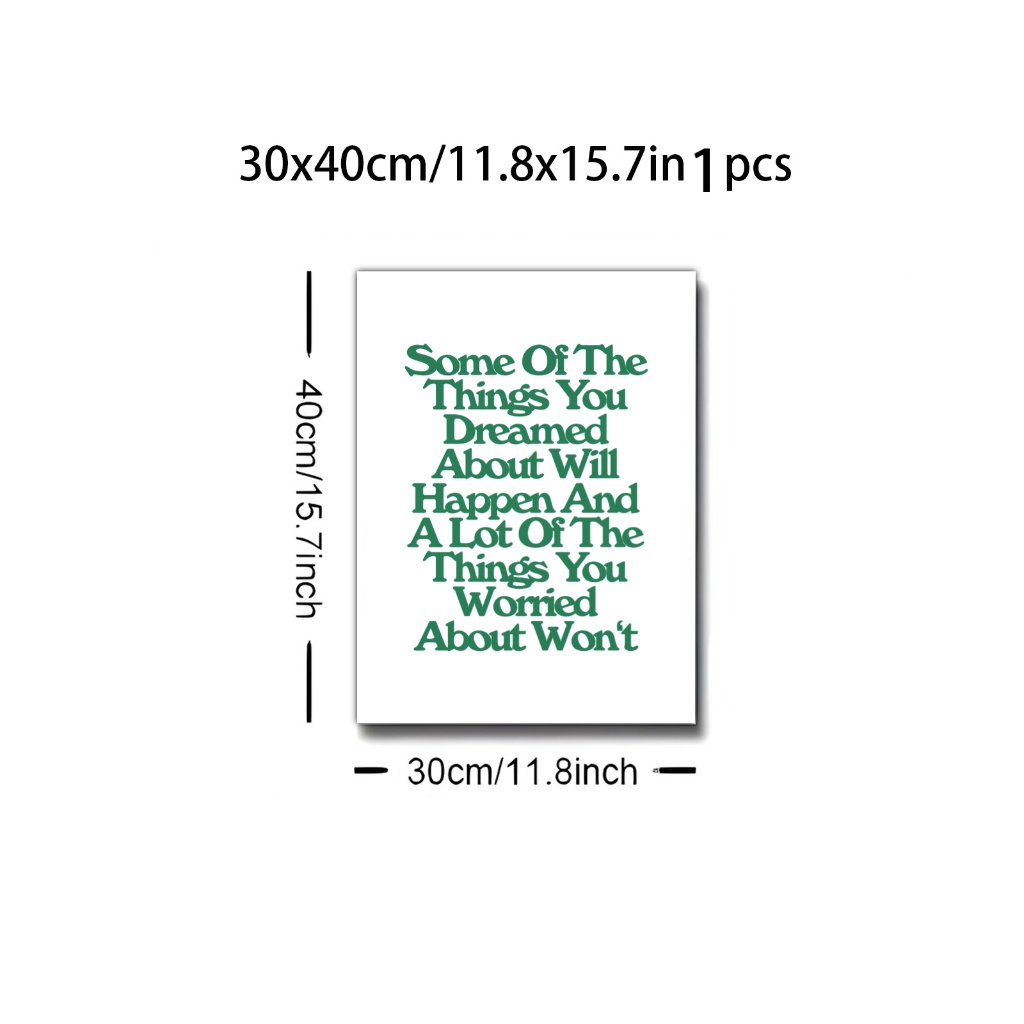 30x40cm/11.8x15.7in 1 pcs
40cm/15.7inch
Some Of The
Things You
Dreamed
About Will
Happen And
A Lot Of The
Things You
Worried
About Won‘t
30cm/11.8inch